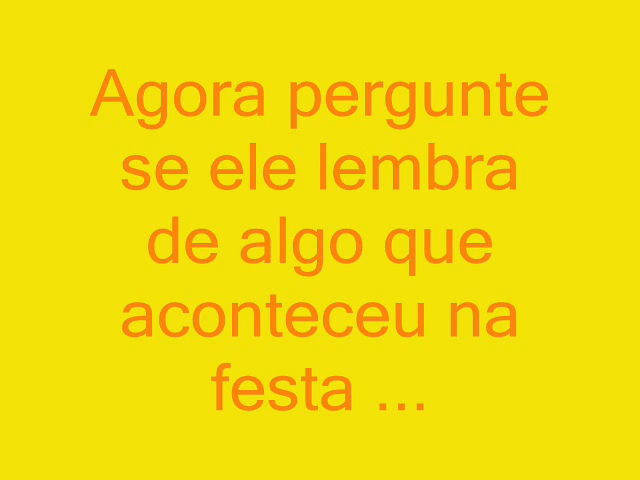 Agora pergunte
se ele lembra
de algo que
aconteceu na
festa ...